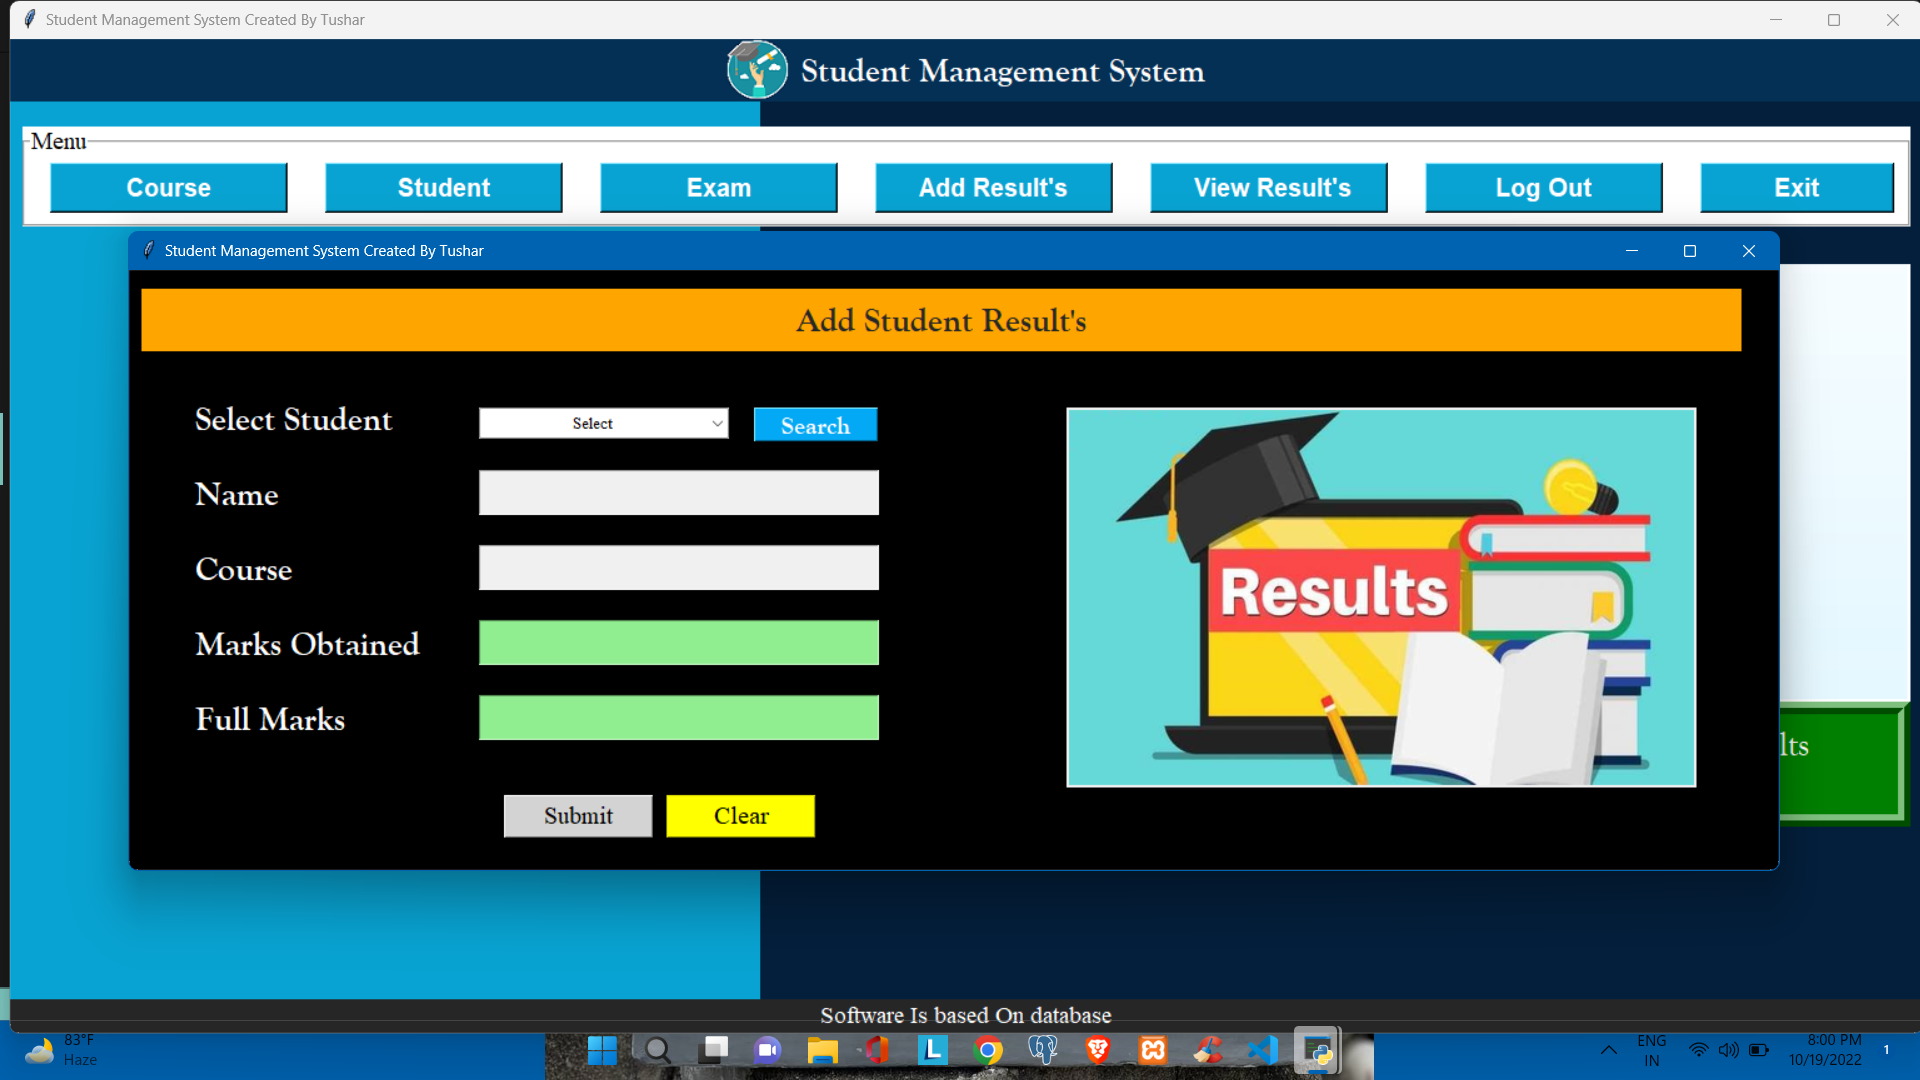 Student Management System Created By Tushar
Student Management System
Menu
Course
Student
Exam
Add Result's
View Result's
Log Out
Exit
Student Management System Created By Tushar
Add Student Result's
Select Student
Select
Search
Name
Course
Marks Obtained
Full Marks
Submit
Clear
Results
lts
Software Is based On database
83°F
Haze
L
ENG
IN
8:00 PM
10/19/2022
1